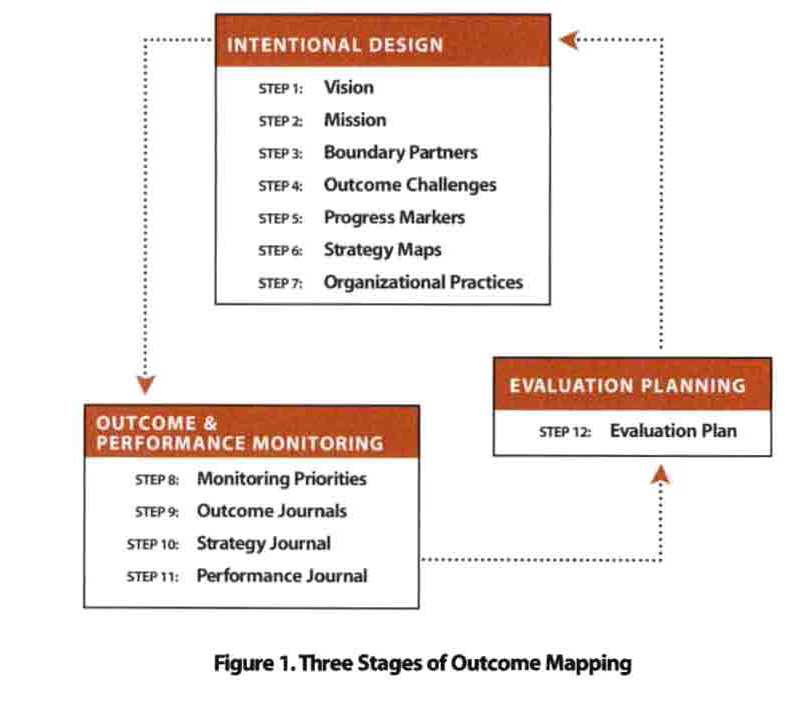 INTENTIONAL DESIGN
STEP 1: Vision
STEP 2: Mission
STEP 3: Boundary Partners
STEP 4: Outcome Challenges
STEP 5: Progress Markers
STEP 6: Strategy Maps
STEP 7: Organizational Practices
OUTCOME &
PERFORMANCE MONITORING
STEP 8: Monitoring Priorities
STEP 9: Outcome Journals
STEP 10: Strategy Journal
STEP 11: Performance Journal
EVALUATION PLANNING
STEP 12: Evaluation Plan
Figure 1. Three Stages of Outcome Mapping